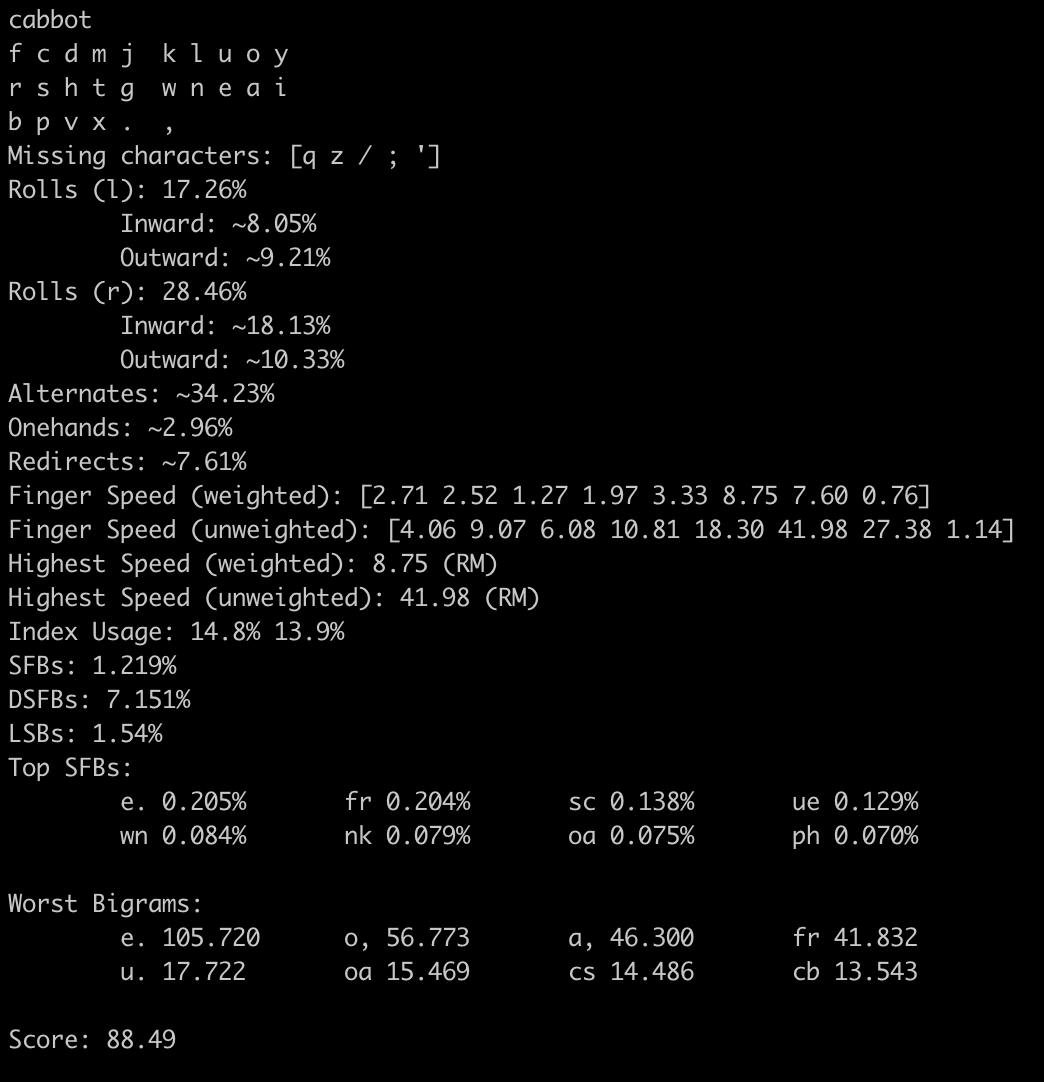 cabbot
f c d m j  k l u o y
r s h t g  w n e a i
b p v x .  ,
Missing characters: [q z / ; ']
Rolls (l): 17.26%
        Inward: ~8.05%
        Outward: ~9.21%
Rolls (r): 28.46%
        Inward: ~18.13%
        Outward: ~10.33%
Alternates: ~34.23%
Onehands: ~2.96%
Redirects: ~7.61%
Finger Speed (weighted): [2.71 2.52 1.27 1.97 3.33 8.75 7.60 0.76]
Finger Speed (unweighted): [4.06 9.07 6.08 10.81 18.30 41.98 27.38 1.14]
Highest Speed (weighted): 8.75 (RM)
Highest Speed (unweighted): 41.98 (RM)
Index Usage: 14.8% 13.9%
SFBs: 1.219%
DSFBs: 7.151%
LSBs: 1.54%
Top SFBs:
        e. 0.205%       fr 0.204%       sc 0.138%       ue 0.129%
        wn 0.084%       nk 0.079%       oa 0.075%       ph 0.070%
Worst Bigrams:
        e. 105.720      o, 56.773       a, 46.300       fr 41.832
        u. 17.722       oa 15.469       cs 14.486       cb 13.543
Score: 88.49